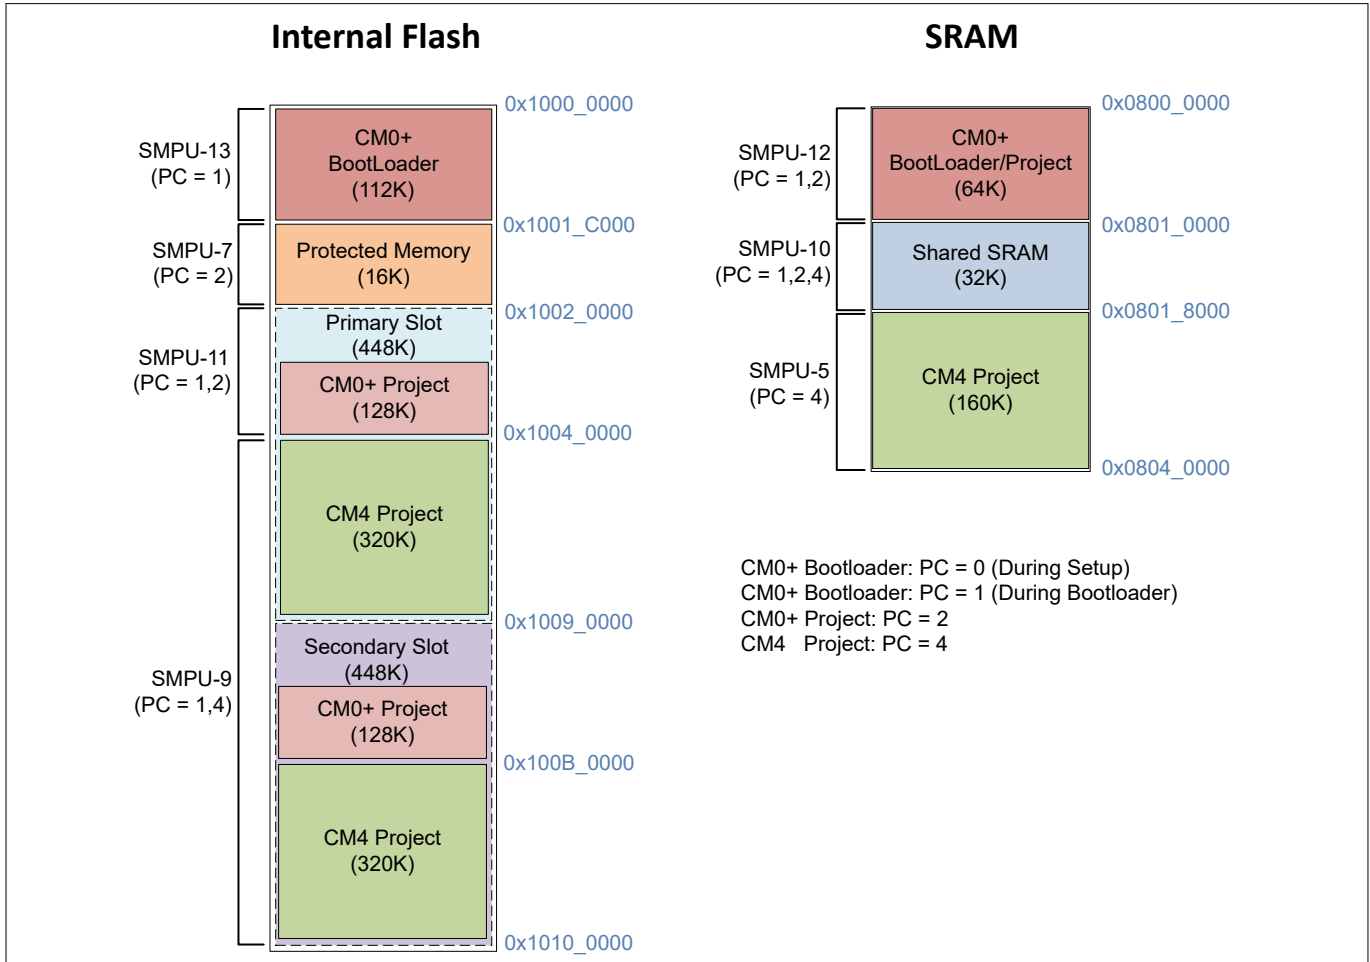 Internal Flash
0x1000_0000
SMPU-13
(PC = 1)
CM0+
BootLoader
(112K)
0x1001_C000
SMPU-7
(PC = 2)
Protected Memory
(16K)
0x1002_0000
SMPU-11
(PC = 1,2)
Primary Slot
(448K)
CM0+ Project
(128K)
0x1004_0000
CM4 Project
(320K)
0x1009_0000
SMPU-9
(PC = 1,4)
Secondary Slot
(448K)
CM0+ Project
(128K)
0x100B_0000
CM4 Project
(320K)
0x1010_0000
SRAM
0x0800_0000
SMPU-12
(PC = 1,2)
CM0+
BootLoader/Project
(64K)
0x0801_0000
SMPU-10
(PC = 1,2,4)
Shared SRAM
(32K)
0x0801_8000
SMPU-5
(PC = 4)
CM4 Project
(160K)
0x0804_0000
CM0+ Bootloader: PC = 0 (During Setup)
CM0+ Bootloader: PC = 1 (During Bootloader)
CM0+ Project: PC = 2
CM4 Project: PC = 4